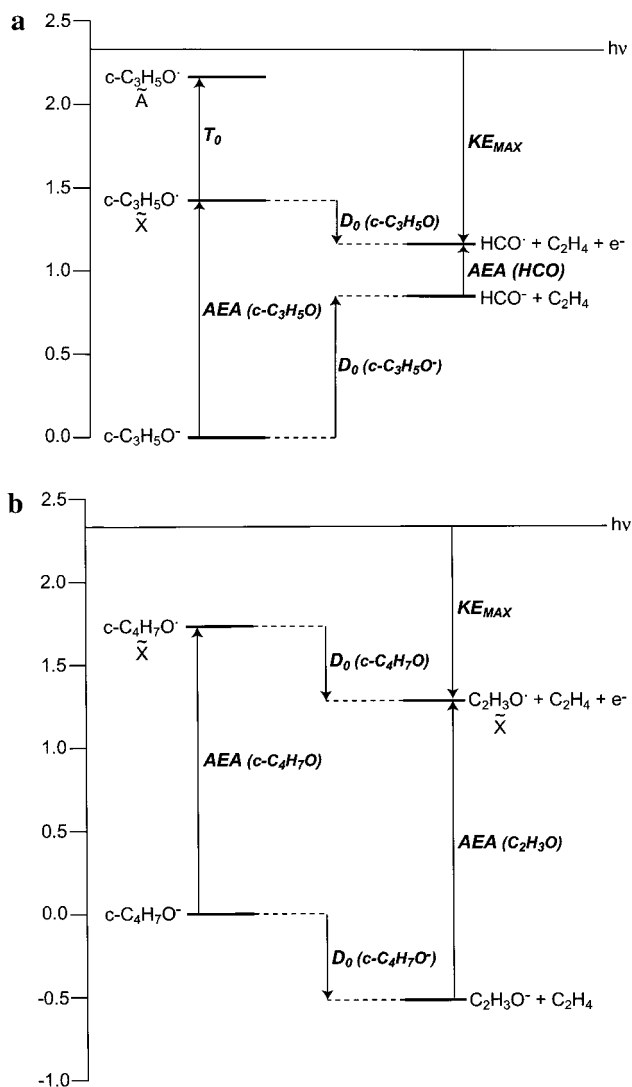 a
2.5
hν
c-C₃H₅O·
Ã
2.0
T₀
KE_MAX
1.5
c-C₃H₅O·
X̃
D₀ (c-C₃H₅O)
HCO· + C₂H₄ + e-
1.0
AEA (HCO)
AEA (c-C₃H₅O)
HCO⁻ + C₂H₄
0.5
D₀ (c-C₃H₅O⁻)
0.0
c-C₃H₅O⁻
b
2.5
hν
2.0
KE_MAX
c-C₄H₇O·
X̃
D₀ (c-C₄H₇O)
1.5
C₂H₃O· + C₂H₄ + e-
X̃
1.0
AEA (c-C₄H₇O)
AEA (C₂H₃O)
0.5
0.0
c-C₄H₇O⁻
D₀ (c-C₄H₇O⁻)
-0.5
C₂H₃O⁻ + C₂H₄
-1.0